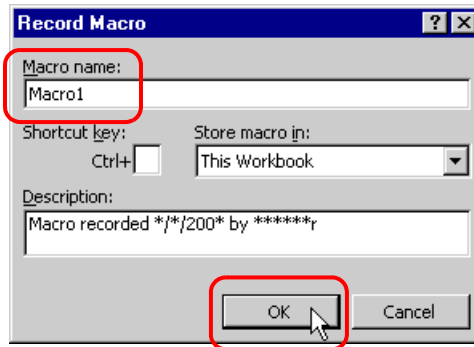 Record Macro
Macro name:
Macro1
Shortcut key: Store macro in:
Ctrl+ This Workbook
Description:
Macro recorded */*/200* by ******r
OK Cancel